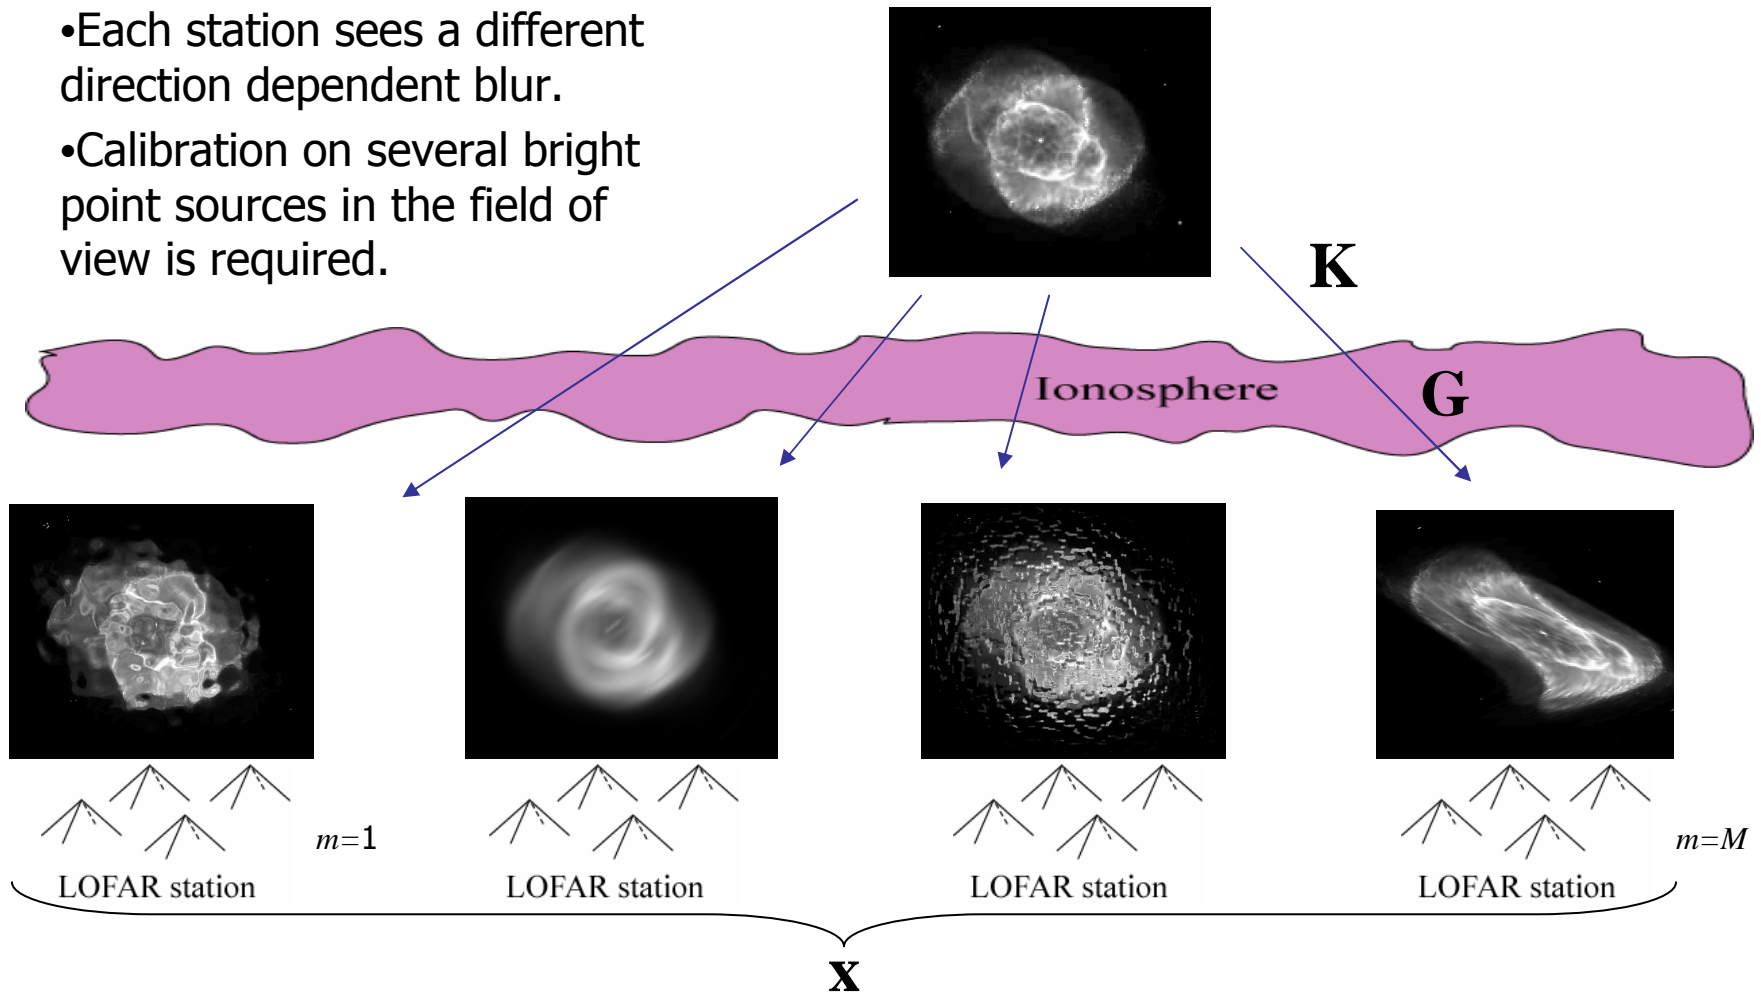 •Each station sees a different
direction dependent blur.
•Calibration on several bright
point sources in the field of
view is required.
K
Ionosphere
G
m=1
m=M
LOFAR station
LOFAR station
LOFAR station
LOFAR station
x